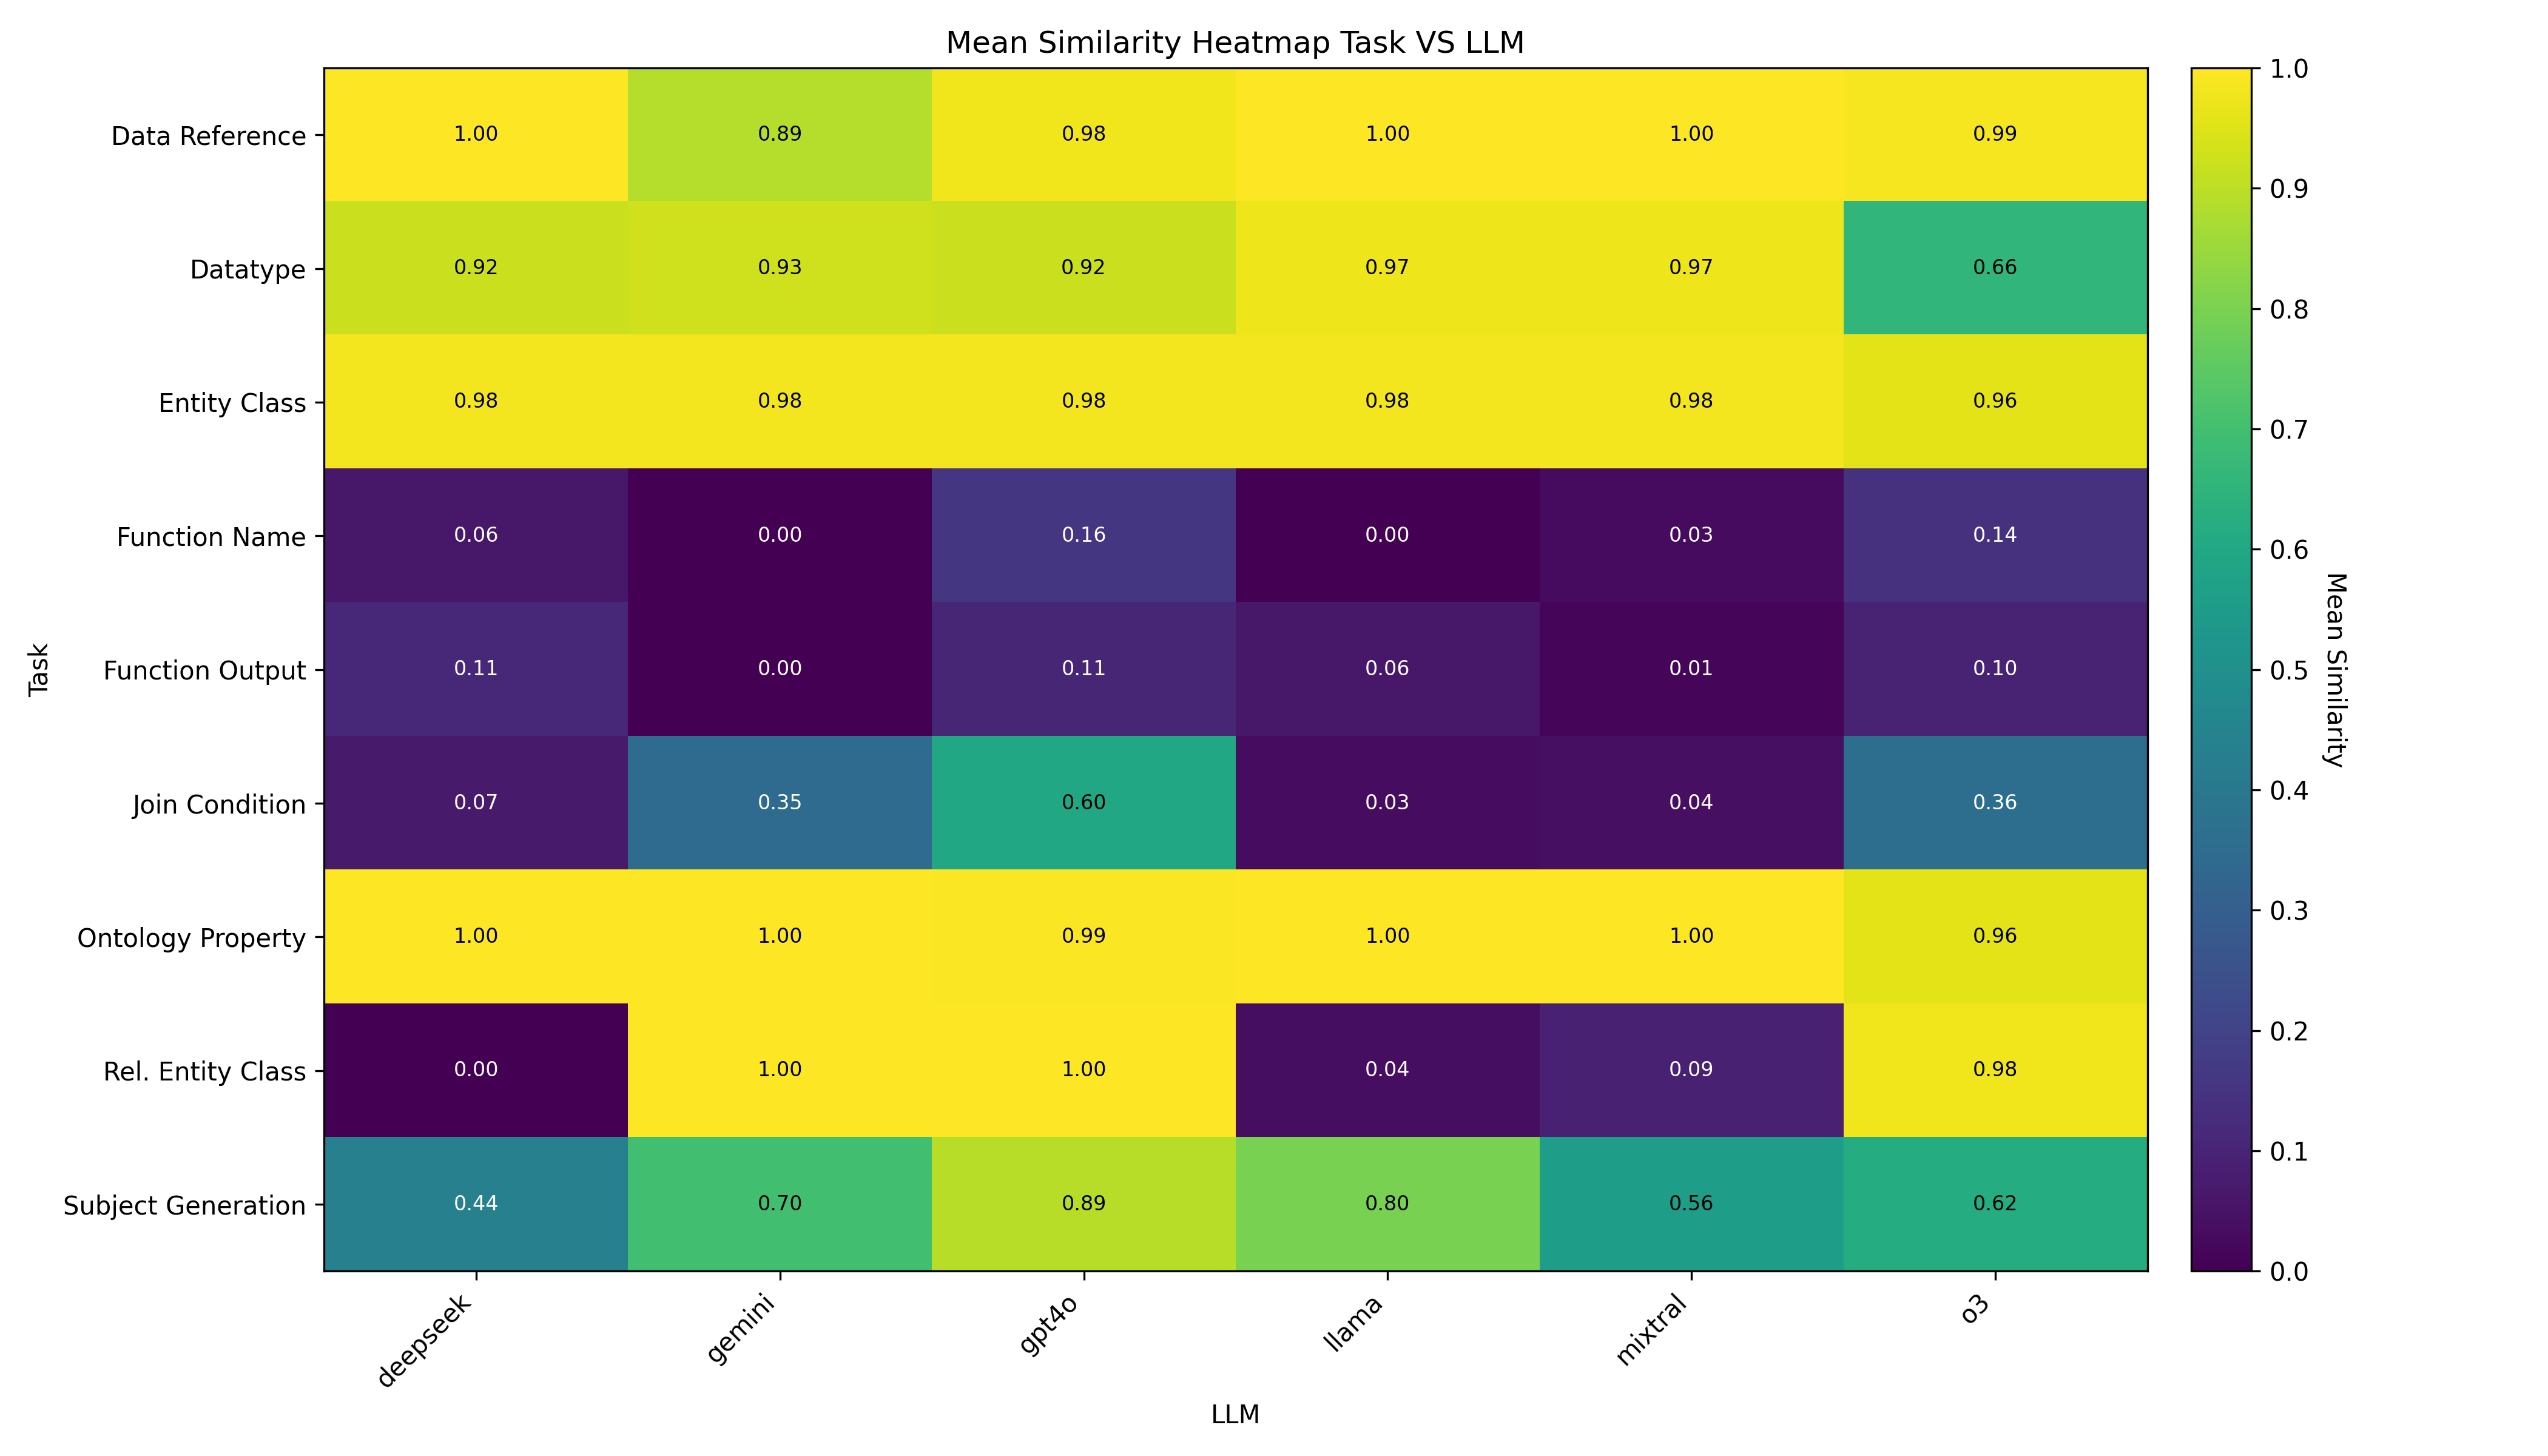 Mean Similarity Heatmap Task VS LLM
Data Reference 1.00 0.89 0.98 1.00 1.00 0.99
Datatype 0.92 0.93 0.92 0.97 0.97 0.66
Entity Class 0.98 0.98 0.98 0.98 0.98 0.96
Function Name 0.06 0.00 0.16 0.00 0.03 0.14
Function Output 0.11 0.00 0.11 0.06 0.01 0.10
Join Condition 0.07 0.35 0.60 0.03 0.04 0.36
Ontology Property 1.00 1.00 0.99 1.00 1.00 0.96
Rel. Entity Class 0.00 1.00 1.00 0.04 0.09 0.98
Subject Generation 0.44 0.70 0.89 0.80 0.56 0.62
deepseek gemini gpt4o llama mixtral o3
LLM
Task
1.0
0.9
0.8
0.7
0.6
0.5
0.4
0.3
0.2
0.1
0.0
Mean Similarity